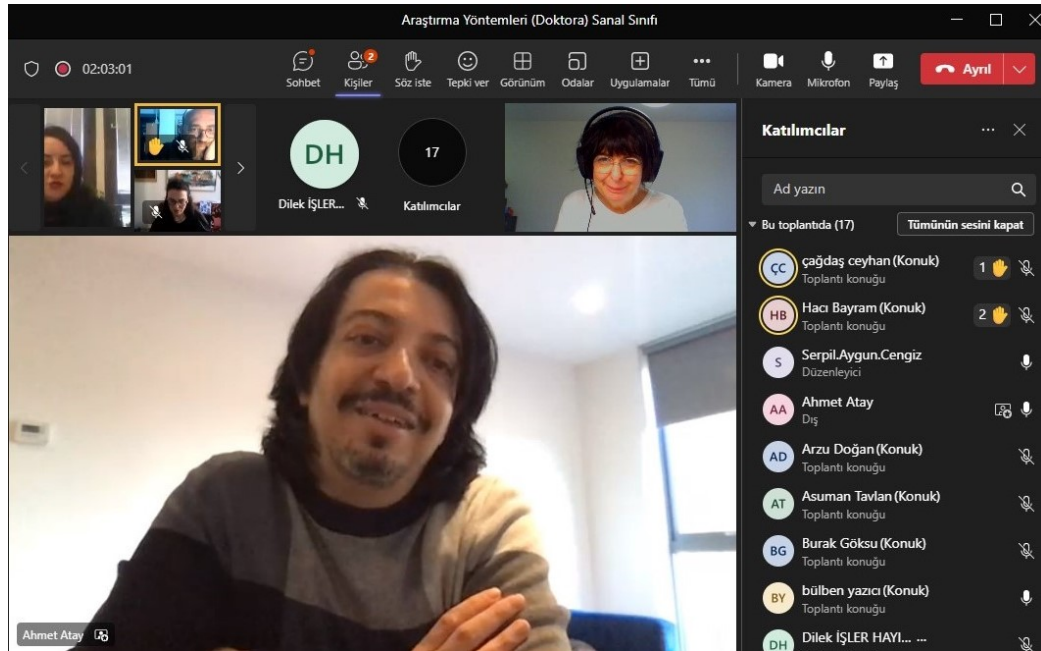 Araştırma Yöntemleri (Doktora) Sanal Sınıfı
02:03:01
Sohbet
Kişiler
2
Söz iste
Tepki ver
Görünüm
Odalar
Uygulamalar
Tümü
Kamera
Mikrofon
Paylaş
Ayrıl
DH
Dilek İŞLER...
17
Katılımcılar
Ahmet Atay
Katılımcılar
Ad yazın
Bu toplantıda (17)
Tümünün sesini kapat
ÇC
çağdaş ceyhan (Konuk)
Toplantı konuğu
1
HB
Hacı Bayram (Konuk)
Toplantı konuğu
2
S
Serpil.Aygun.Cengiz
Düzenleyici
AA
Ahmet Atay
Dış
AD
Arzu Doğan (Konuk)
Toplantı konuğu
AT
Asuman Tavlan (Konuk)
Toplantı konuğu
BG
Burak Göksu (Konuk)
Toplantı konuğu
BY
bülben yazıcı (Konuk)
Toplantı konuğu
DH
Dilek İŞLER HAYI... ...